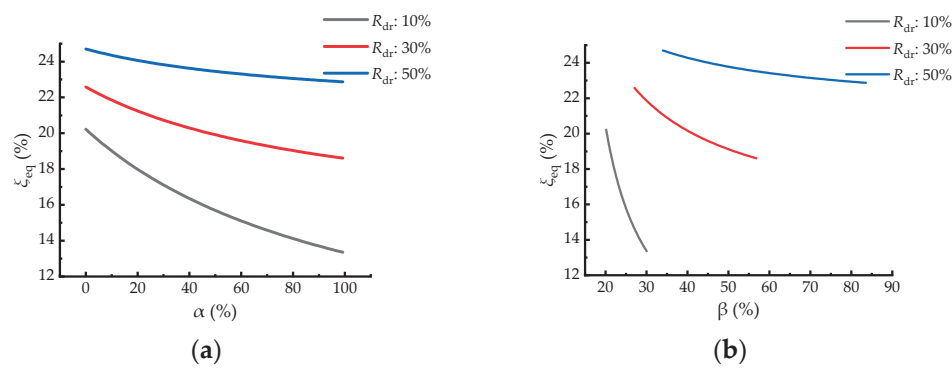 R_dr: 10%
R_dr: 30%
R_dr: 50%
24
22
20
18
16
14
12
ξ_eq (%)
0 20 40 60 80 100
α (%)
(a)
R_dr: 10%
R_dr: 30%
R_dr: 50%
24
22
20
18
16
14
12
ξ_eq (%)
20 30 40 50 60 70 80 90
β (%)
(b)